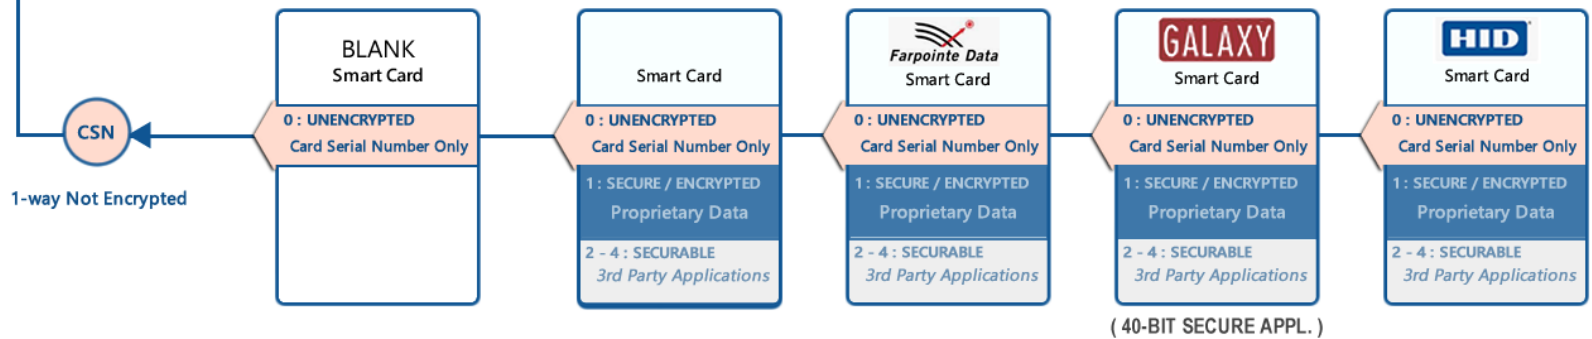 CSN
1-way Not Encrypted
BLANK
Smart Card
0 : UNENCRYPTED
Card Serial Number Only
Smart Card
0 : UNENCRYPTED
Card Serial Number Only
1 : SECURE / ENCRYPTED
Proprietary Data
2 - 4 : SECURABLE
3rd Party Applications
Farpointe Data
Smart Card
0 : UNENCRYPTED
Card Serial Number Only
1 : SECURE / ENCRYPTED
Proprietary Data
2 - 4 : SECURABLE
3rd Party Applications
GALAXY
Smart Card
0 : UNENCRYPTED
Card Serial Number Only
1 : SECURE / ENCRYPTED
Proprietary Data
2 - 4 : SECURABLE
3rd Party Applications
( 40-BIT SECURE APPL. )
HID
Smart Card
0 : UNENCRYPTED
Card Serial Number Only
1 : SECURE / ENCRYPTED
Proprietary Data
2 - 4 : SECURABLE
3rd Party Applications